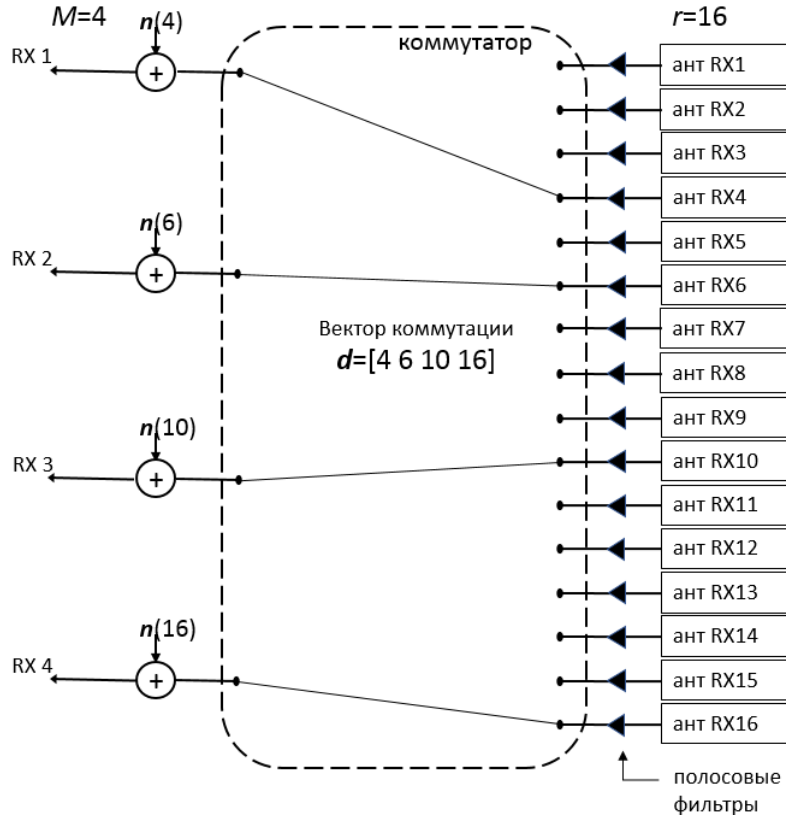 M=4
n(4)
r=16
коммутатор
RX 1
+
ант RX1
ант RX2
ант RX3
ант RX4
n(6)
ант RX5
RX 2
+
ант RX6
Вектор коммутации
d=[4 6 10 16]
ант RX7
ант RX8
ант RX9
n(10)
RX 3
+
ант RX10
ант RX11
ант RX12
ант RX13
n(16)
ант RX14
RX 4
+
ант RX15
ант RX16
полосовые
фильтры